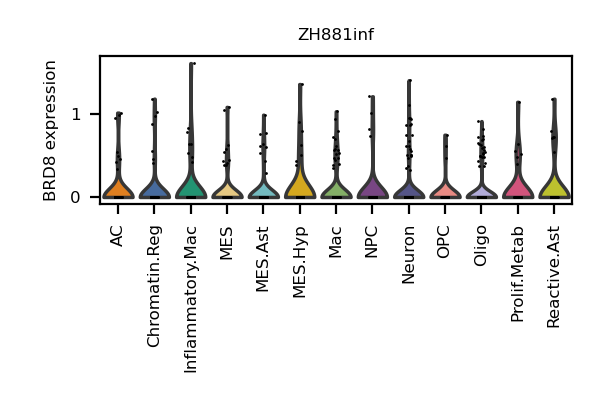 ZH881inf
BRD8 expression
1
0
AC
Chromatin.Reg
Inflammatory.Mac
MES
MES.Ast
MES.Hyp
Mac
NPC
Neuron
OPC
Oligo
Prolif.Metab
Reactive.Ast